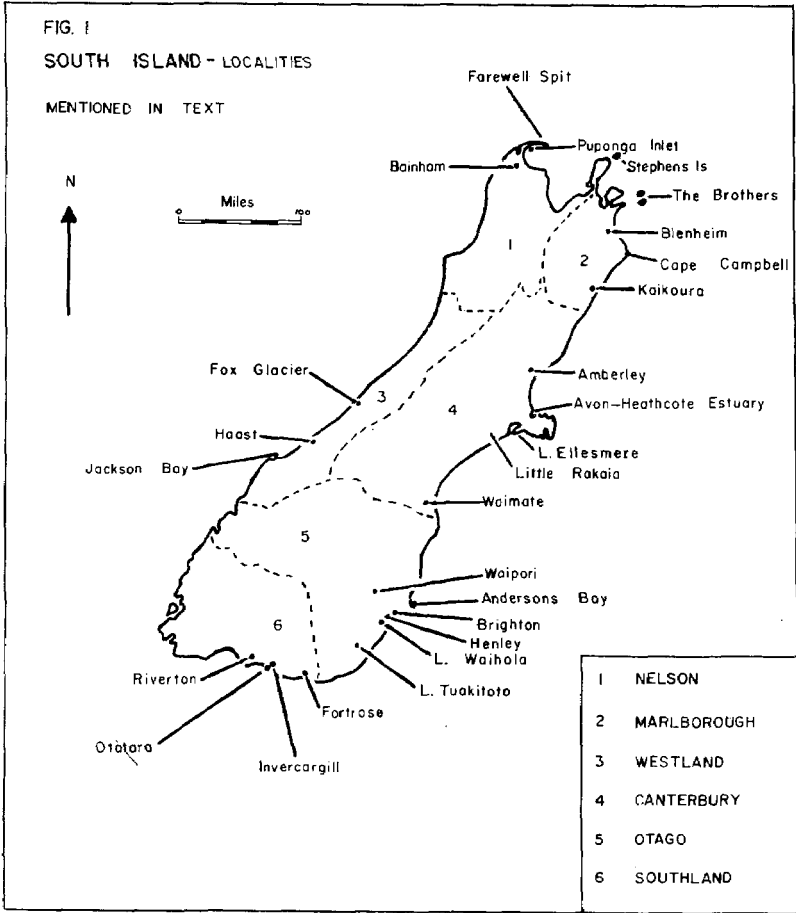 FIG. 1
SOUTH ISLAND - LOCALITIES
MENTIONED IN TEXT
N
Miles
0 100
Farewell Spit
Puponga Inlet
Bainham
Stephens Is
The Brothers
Blenheim
Cape Campbell
Kaikoura
1
2
Amberley
Avon-Heathcote Estuary
Fox Glacier
3
4
L. Ellesmere
Little Rakaia
Haast
Jackson Bay
Waimate
5
Waipori
Andersons Bay
Brighton
Henley
L. Waihola
6
L. Tuakitoto
Riverton
Fortrose
Otatara
Invercargill
1 NELSON
2 MARLBOROUGH
3 WESTLAND
4 CANTERBURY
5 OTAGO
6 SOUTHLAND